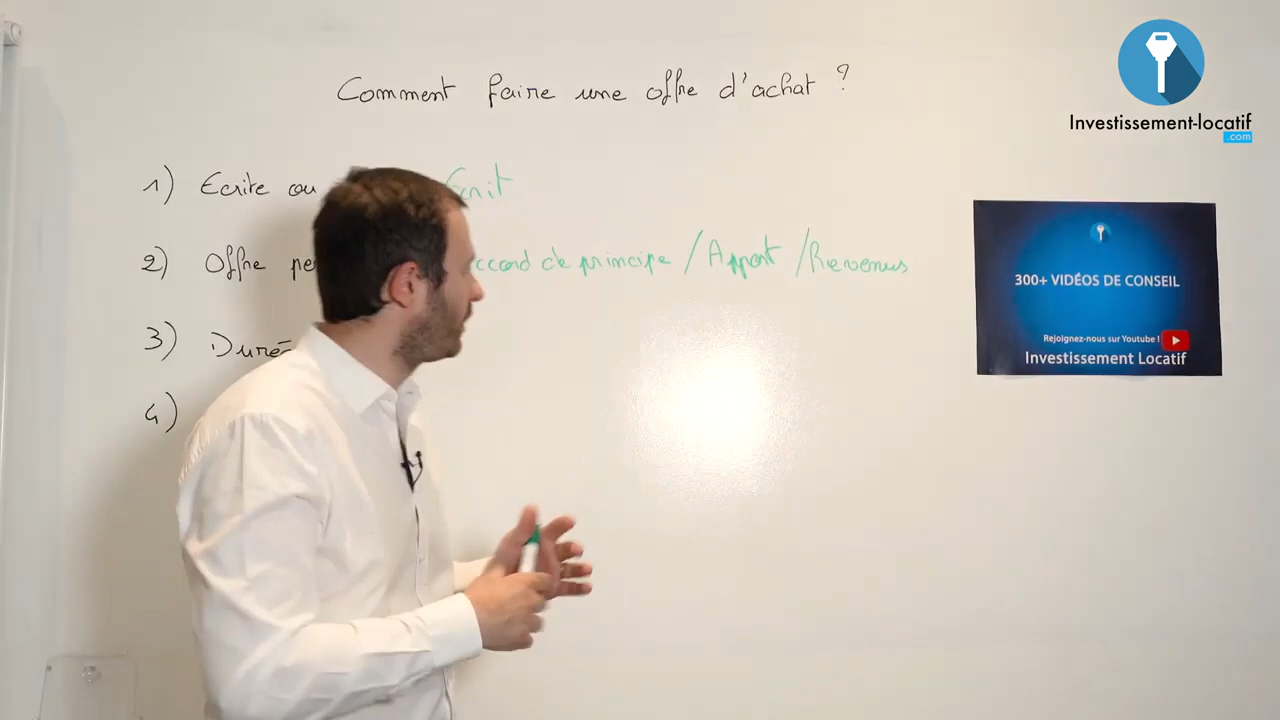 Comment faire une offre d'achat ?
Investissement-locatif
.com
1) Ecrite ou Ecrit
2) Offre accord de principe / Apport / Revenus
3) Durée
4)
300+ VIDÉOS DE CONSEIL
Rejoignez-nous sur Youtube !
Investissement Locatif